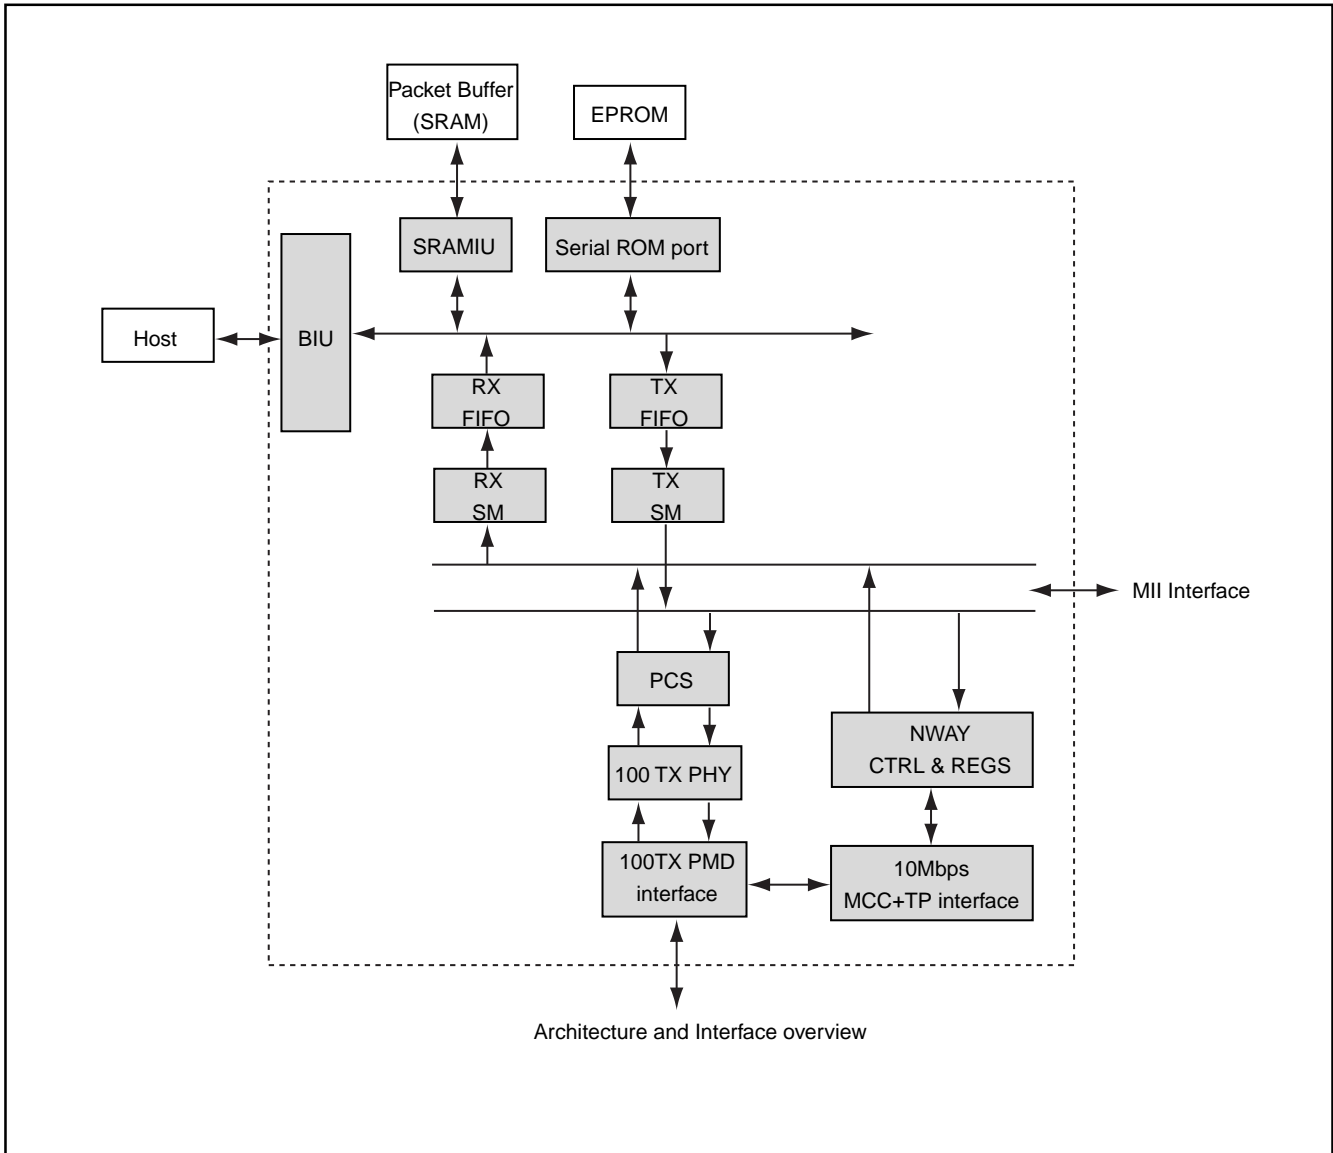 Packet Buffer
(SRAM)
EPROM
SRAMIU
Serial ROM port
Host
BIU
RX
FIFO
TX
FIFO
RX
SM
TX
SM
MII Interface
PCS
NWAY
CTRL & REGS
100 TX PHY
100TX PMD
interface
10Mbps
MCC+TP interface
Architecture and Interface overview